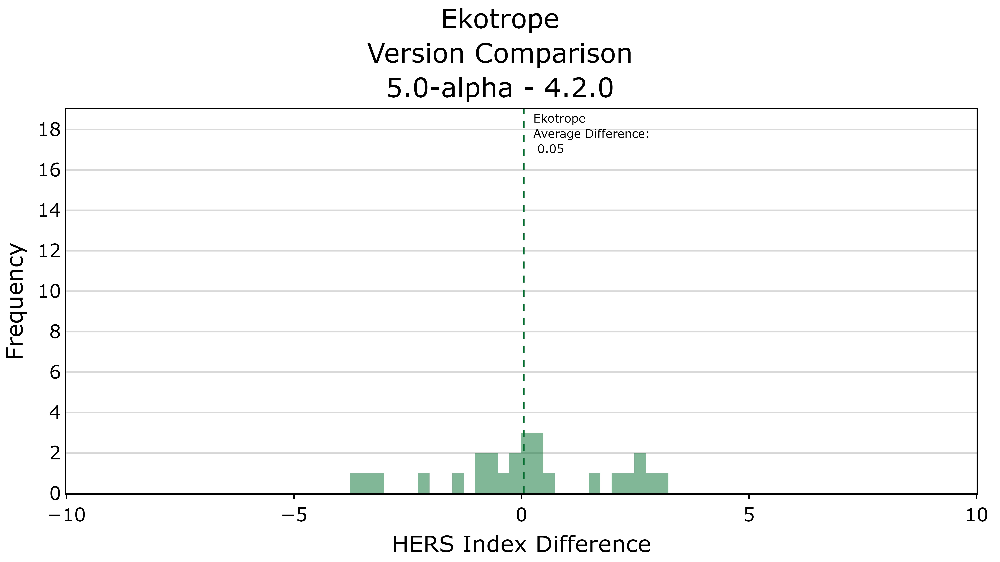 Ekotrope
Version Comparison
5.0-alpha - 4.2.0
Ekotrope
Average Difference:
0.05
18
16
14
12
10
8
6
4
2
0
Frequency
−10
−5
0
5
10
HERS Index Difference